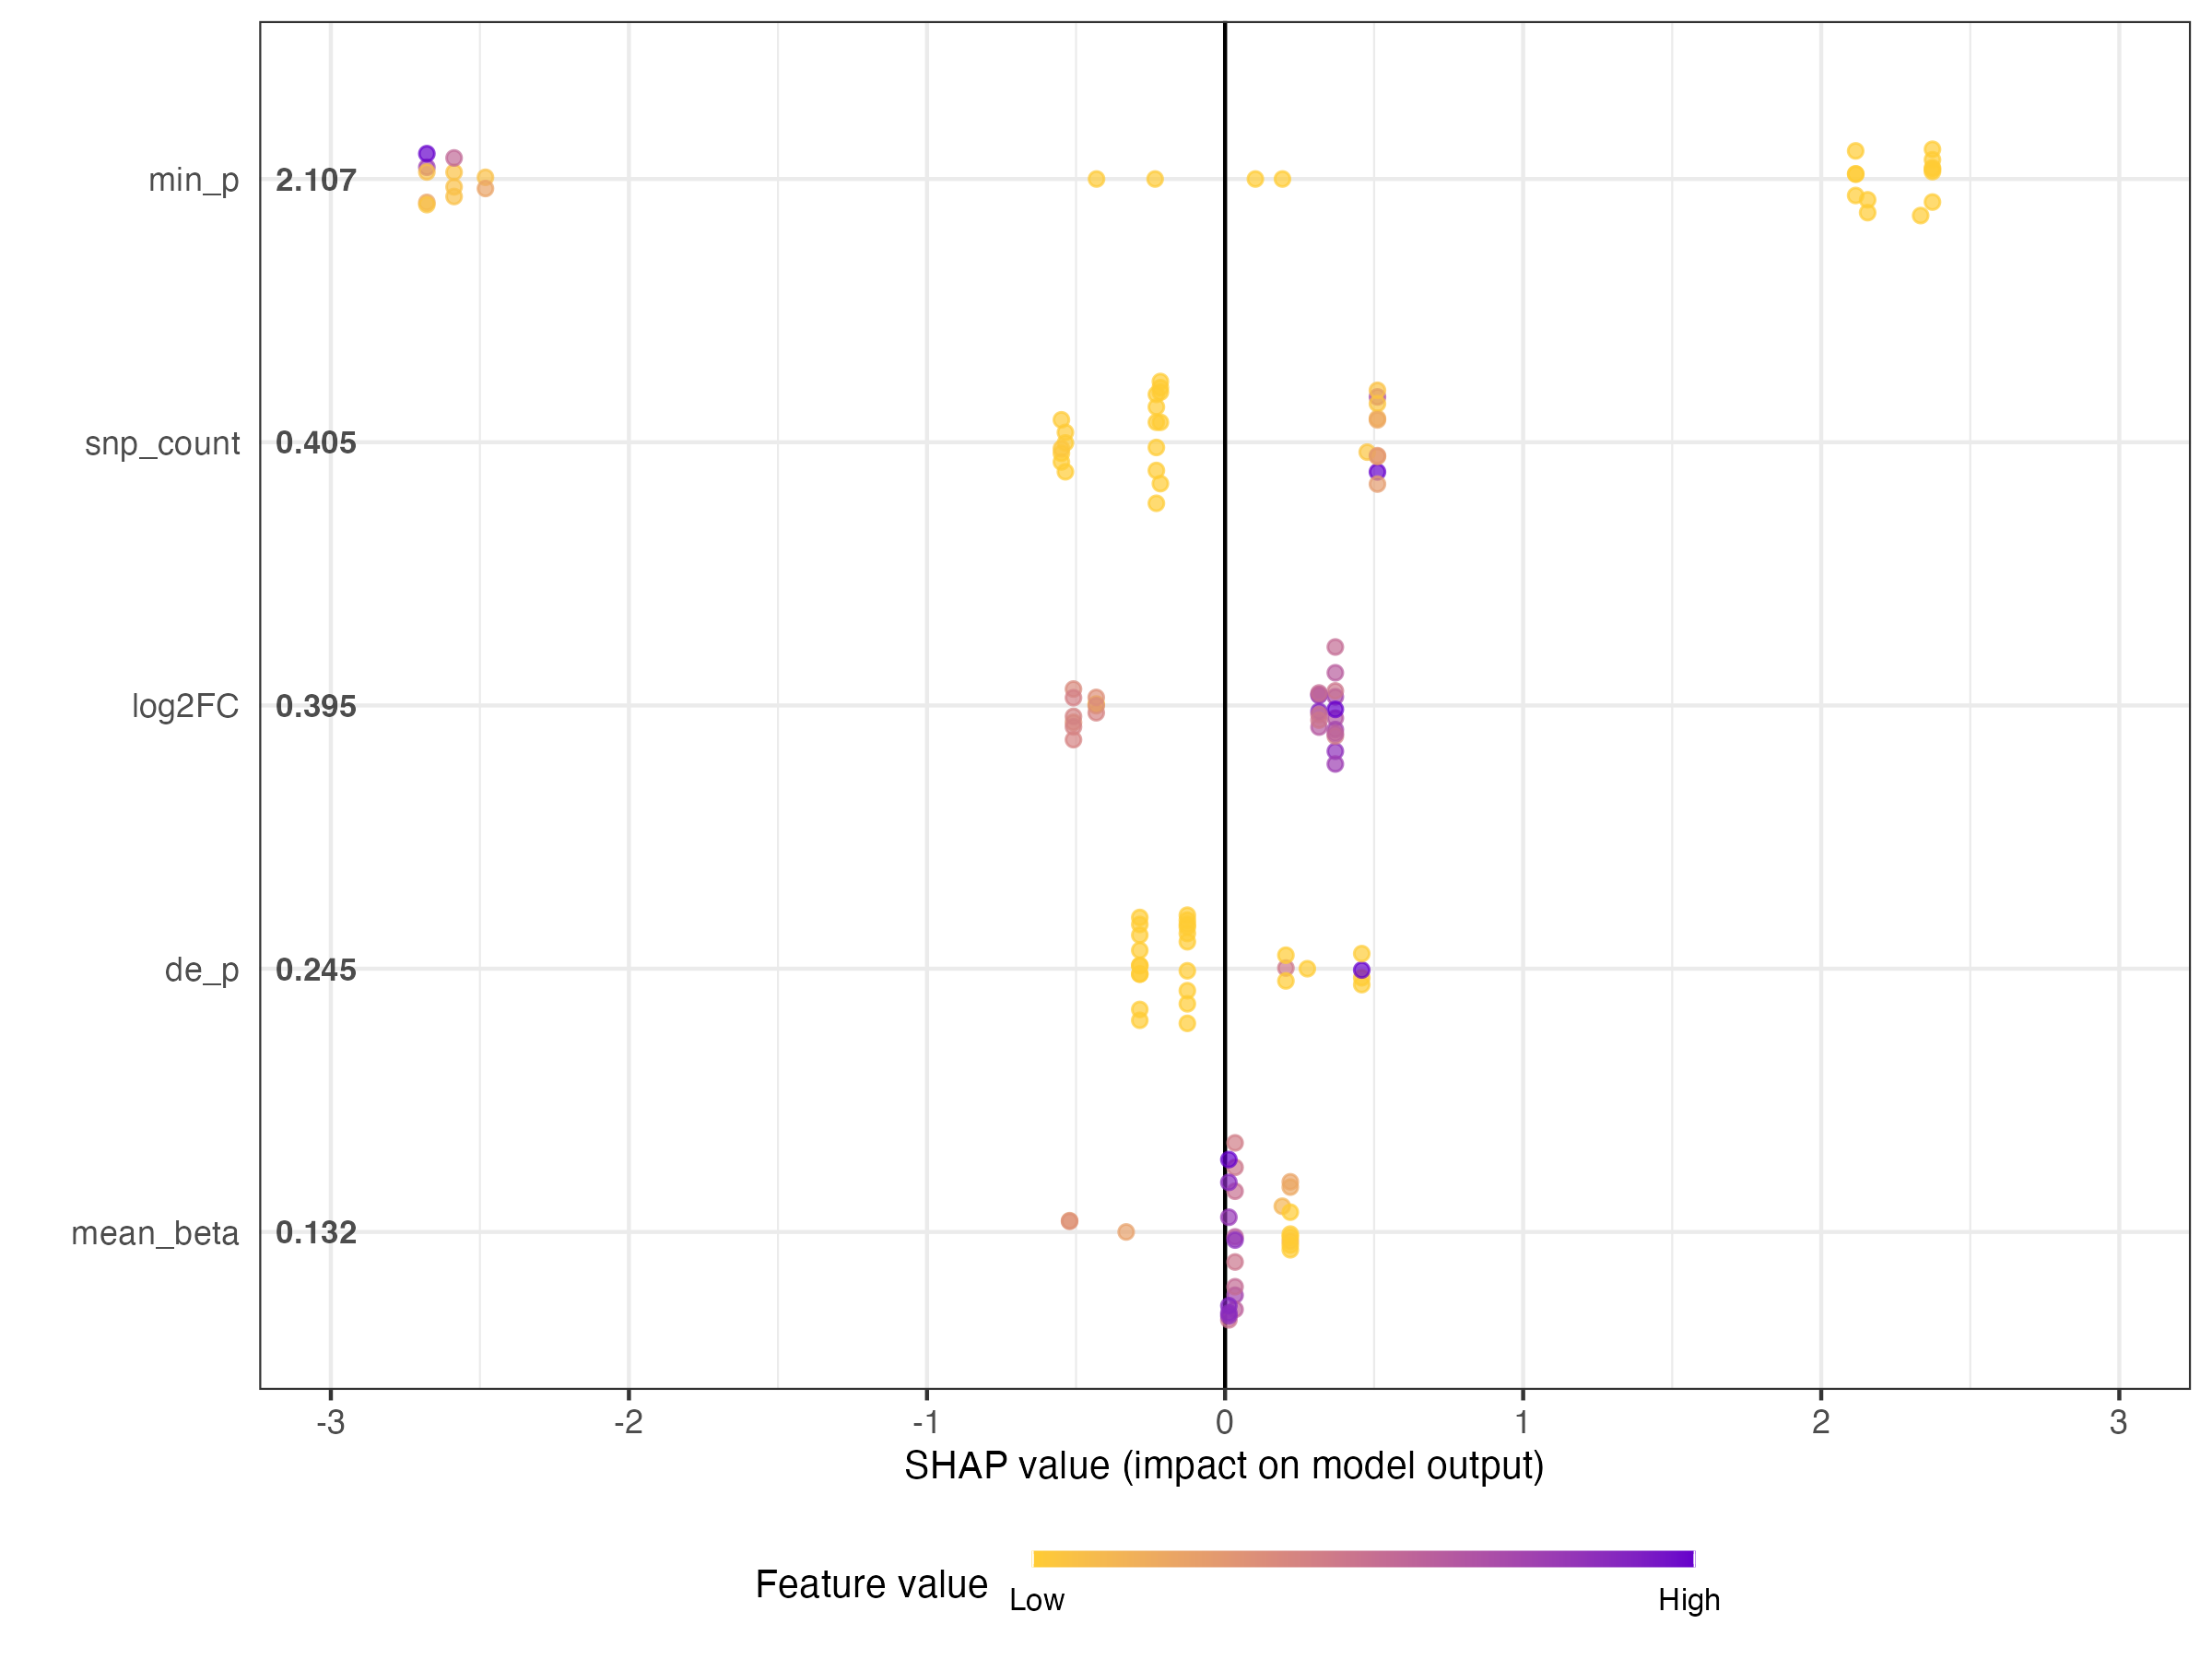 min_p 2.107
snp_count 0.405
log2FC 0.395
de_p 0.245
mean_beta 0.132
-3 -2 -1 0 1 2 3
SHAP value (impact on model output)
Feature value
Low High